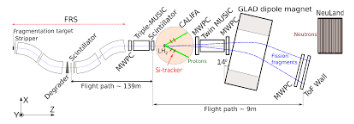 FRS
Fragmentation target
Stripper
Degrader
Scintillator
MWPC
Triple-MUSIC
Scintillator
CALIFA
LH₂
Si-tracker
Protons
MWPC
Twin MUSIC
14°
GLAD dipole magnet
Fission
fragments
MWPC
ToF Wall
Neutrons
NeuLand
Flight path ~ 139m
Flight path ~ 9m
Y
X
Z